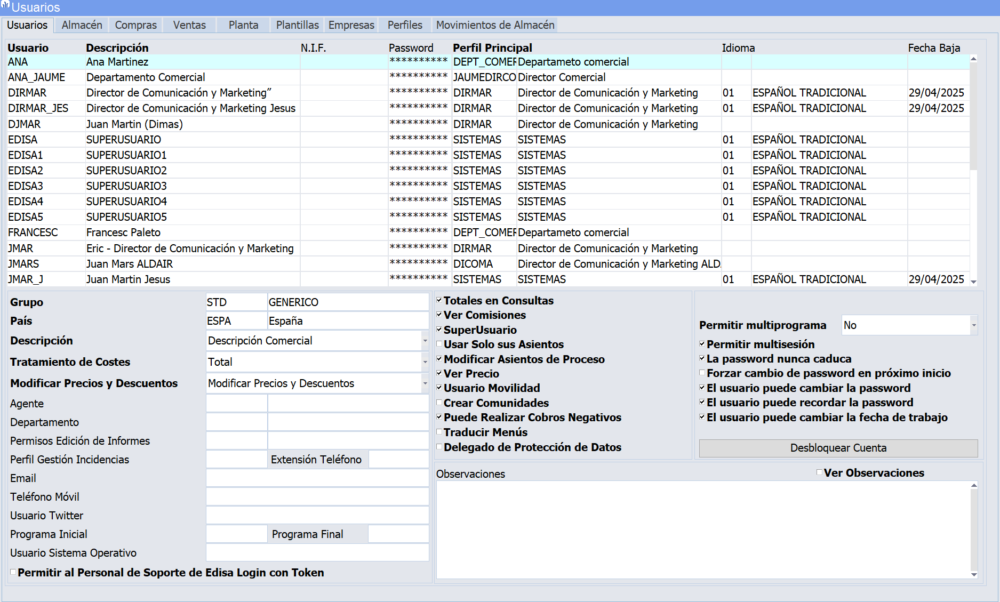 Usuarios
Usuarios Almacén Compras Ventas Planta Plantillas Empresas Perfiles Movimientos de Almacén
Usuario Descripción N.I.F. Password Perfil Principal Idioma Fecha Baja
ANA Ana Martinez ********** DEPT_COMER Departameto comercial
ANA_JAUME Departamento Comercial ********** JAUMEDIRCO Director Comercial
DIRMAR Director de Comunicación y Marketing” ********** DIRMAR Director de Comunicación y Marketing 01 ESPAÑOL TRADICIONAL 29/04/2025
DIRMAR_JES Director de Comunicación y Marketing Jesus ********** DIRMAR Director de Comunicación y Marketing 01 ESPAÑOL TRADICIONAL 29/04/2025
DJMAR Juan Martin (Dimas) ********** DIRMAR Director de Comunicación y Marketing
EDISA SUPERUSUARIO ********** SISTEMAS SISTEMAS 01 ESPAÑOL TRADICIONAL
EDISA1 SUPERUSUARIO1 ********** SISTEMAS SISTEMAS 01 ESPAÑOL TRADICIONAL
EDISA2 SUPERUSUARIO2 ********** SISTEMAS SISTEMAS 01 ESPAÑOL TRADICIONAL
EDISA3 SUPERUSUARIO3 ********** SISTEMAS SISTEMAS 01 ESPAÑOL TRADICIONAL
EDISA4 SUPERUSUARIO4 ********** SISTEMAS SISTEMAS 01 ESPAÑOL TRADICIONAL
EDISA5 SUPERUSUARIO5 ********** SISTEMAS SISTEMAS 01 ESPAÑOL TRADICIONAL
FRANCESC Francesc Paleto ********** DEPT_COMER Departameto comercial
JMAR Eric - Director de Comunicación y Marketing ********** DIRMAR Director de Comunicación y Marketing
JMARS Juan Mars ALDAIR ********** DICOMA Director de Comunicación y Marketing ALD
JMAR_J Juan Martin Jesus ********** SISTEMAS SISTEMAS 01 ESPAÑOL TRADICIONAL 29/04/2025
Grupo STD GENERICO
País ESPA España
Descripción Descripción Comercial
Tratamiento de Costes Total
Modificar Precios y Descuentos Modificar Precios y Descuentos
Agente
Departamento
Permisos Edición de Informes
Perfil Gestión Incidencias Extensión Teléfono
Email
Teléfono Móvil
Usuario Twitter
Programa Inicial Programa Final
Usuario Sistema Operativo
Permitir al Personal de Soporte de Edisa Login con Token
Totales en Consultas
Ver Comisiones
SuperUsuario
Usar Solo sus Asientos
Modificar Asientos de Proceso
Ver Precio
Usuario Movilidad
Crear Comunidades
Puede Realizar Cobros Negativos
Traducir Menús
Delegado de Protección de Datos
Permitir multiprograma No
Permitir multisesión
La password nunca caduca
Forzar cambio de password en próximo inicio
El usuario puede cambiar la password
El usuario puede recordar la password
El usuario puede cambiar la fecha de trabajo
Desbloquear Cuenta
Observaciones Ver Observaciones